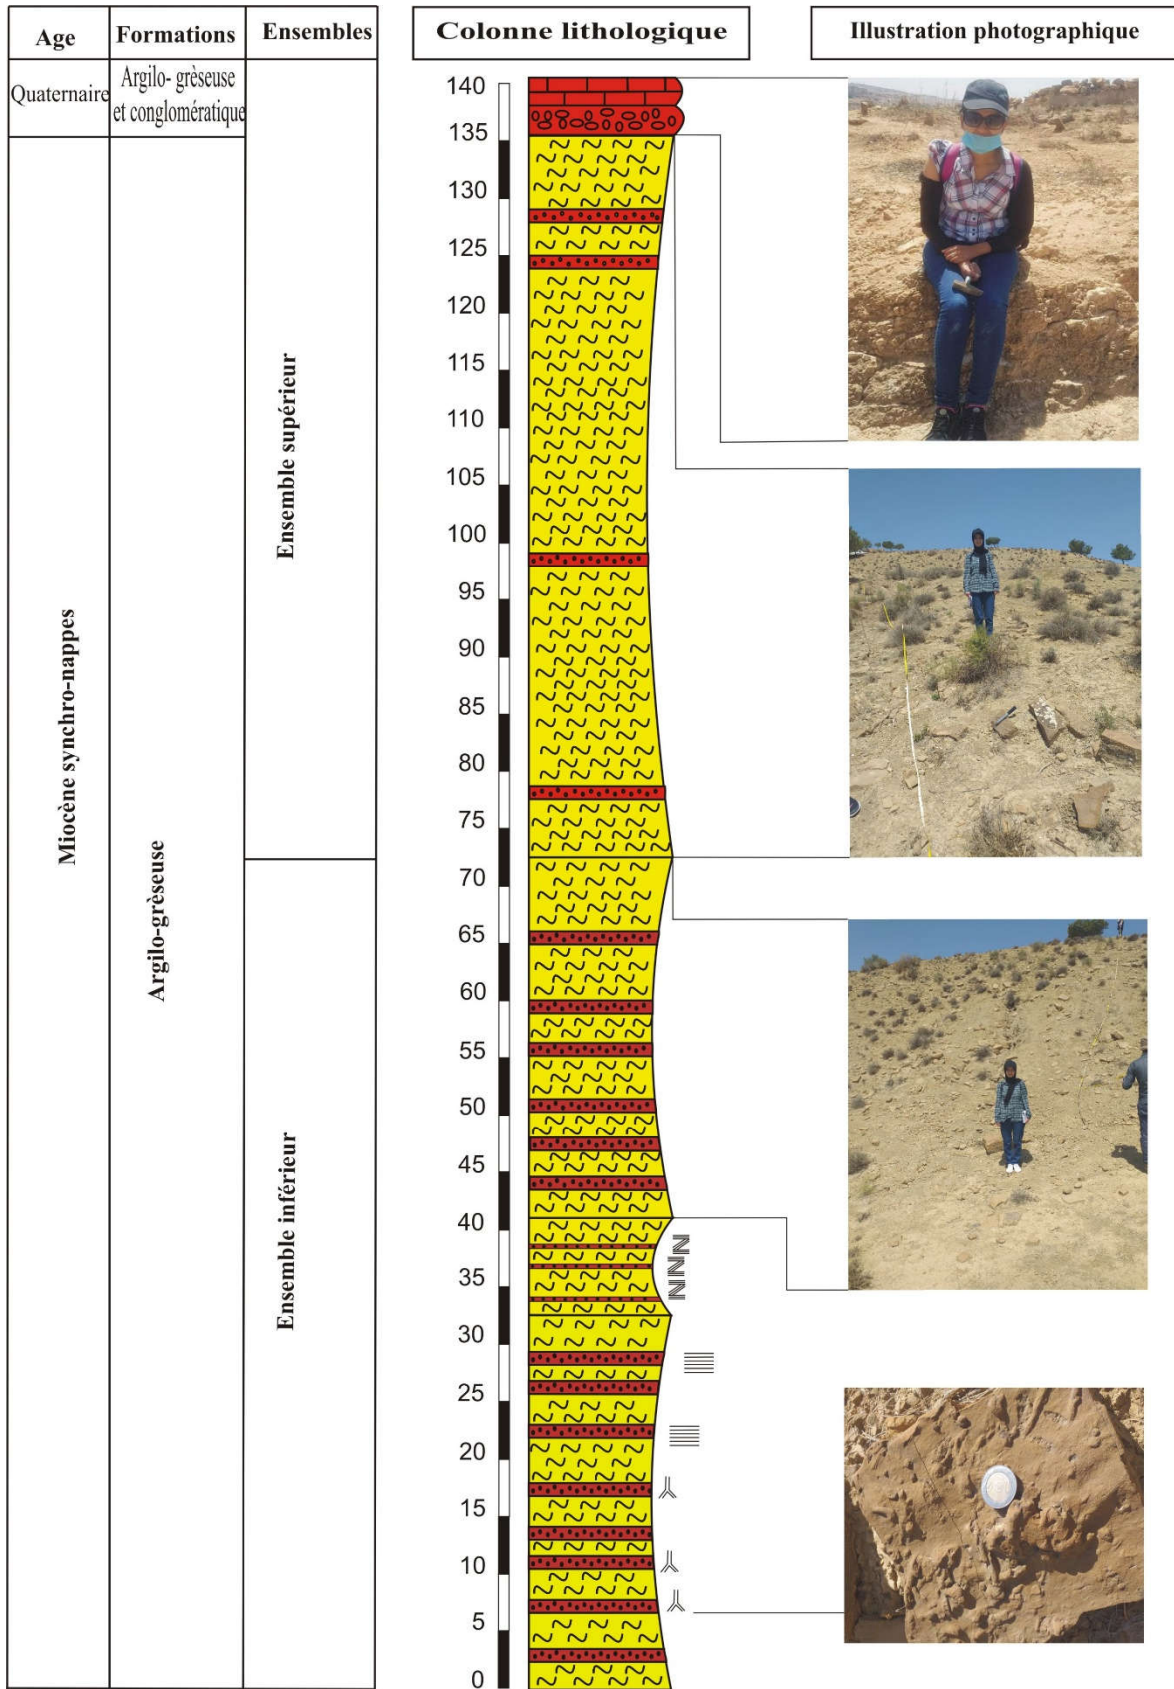 Age
Formations
Ensembles
Colonne lithologique
Illustration photographique
Quaternaire
Argilo- grèseuse
et conglomératique
Miocène synchro-nappes
Argilo-grèseuse
Ensemble supérieur
Ensemble inférieur
140
135
130
125
120
115
110
105
100
95
90
85
80
75
70
65
60
55
50
45
40
35
30
25
20
15
10
5
0